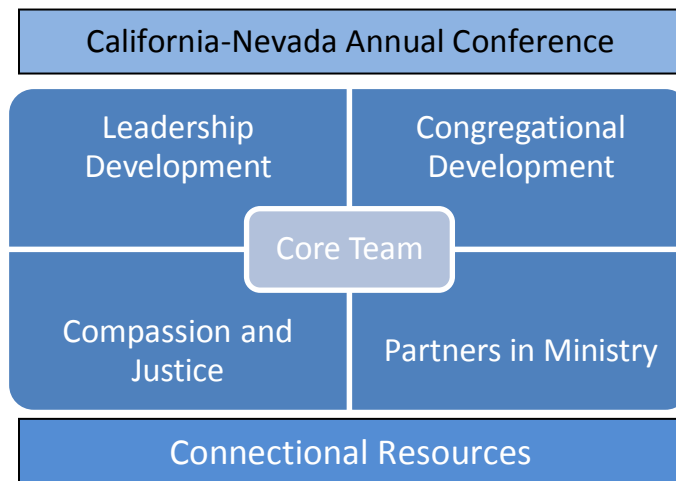 California-Nevada Annual Conference
Leadership
Development
Congregational
Development
Core Team
Compassion and
Justice
Partners in Ministry
Connectional Resources